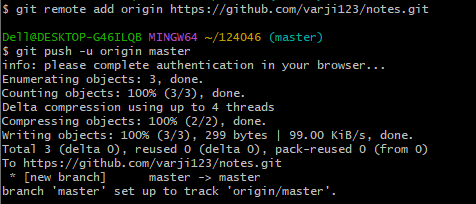 $ git remote add origin https://github.com/varji123/notes.git
Dell@DESKTOP-G46ILQB MINGW64 ~/124046 (master)
$ git push -u origin master
info: please complete authentication in your browser...
Enumerating objects: 3, done.
Counting objects: 100% (3/3), done.
Delta compression using up to 4 threads
Compressing objects: 100% (2/2), done.
Writing objects: 100% (3/3), 299 bytes | 99.00 KiB/s, done.
Total 3 (delta 0), reused 0 (delta 0), pack-reused 0 (from 0)
To https://github.com/varji123/notes.git
 * [new branch]      master -> master
branch 'master' set up to track 'origin/master'.